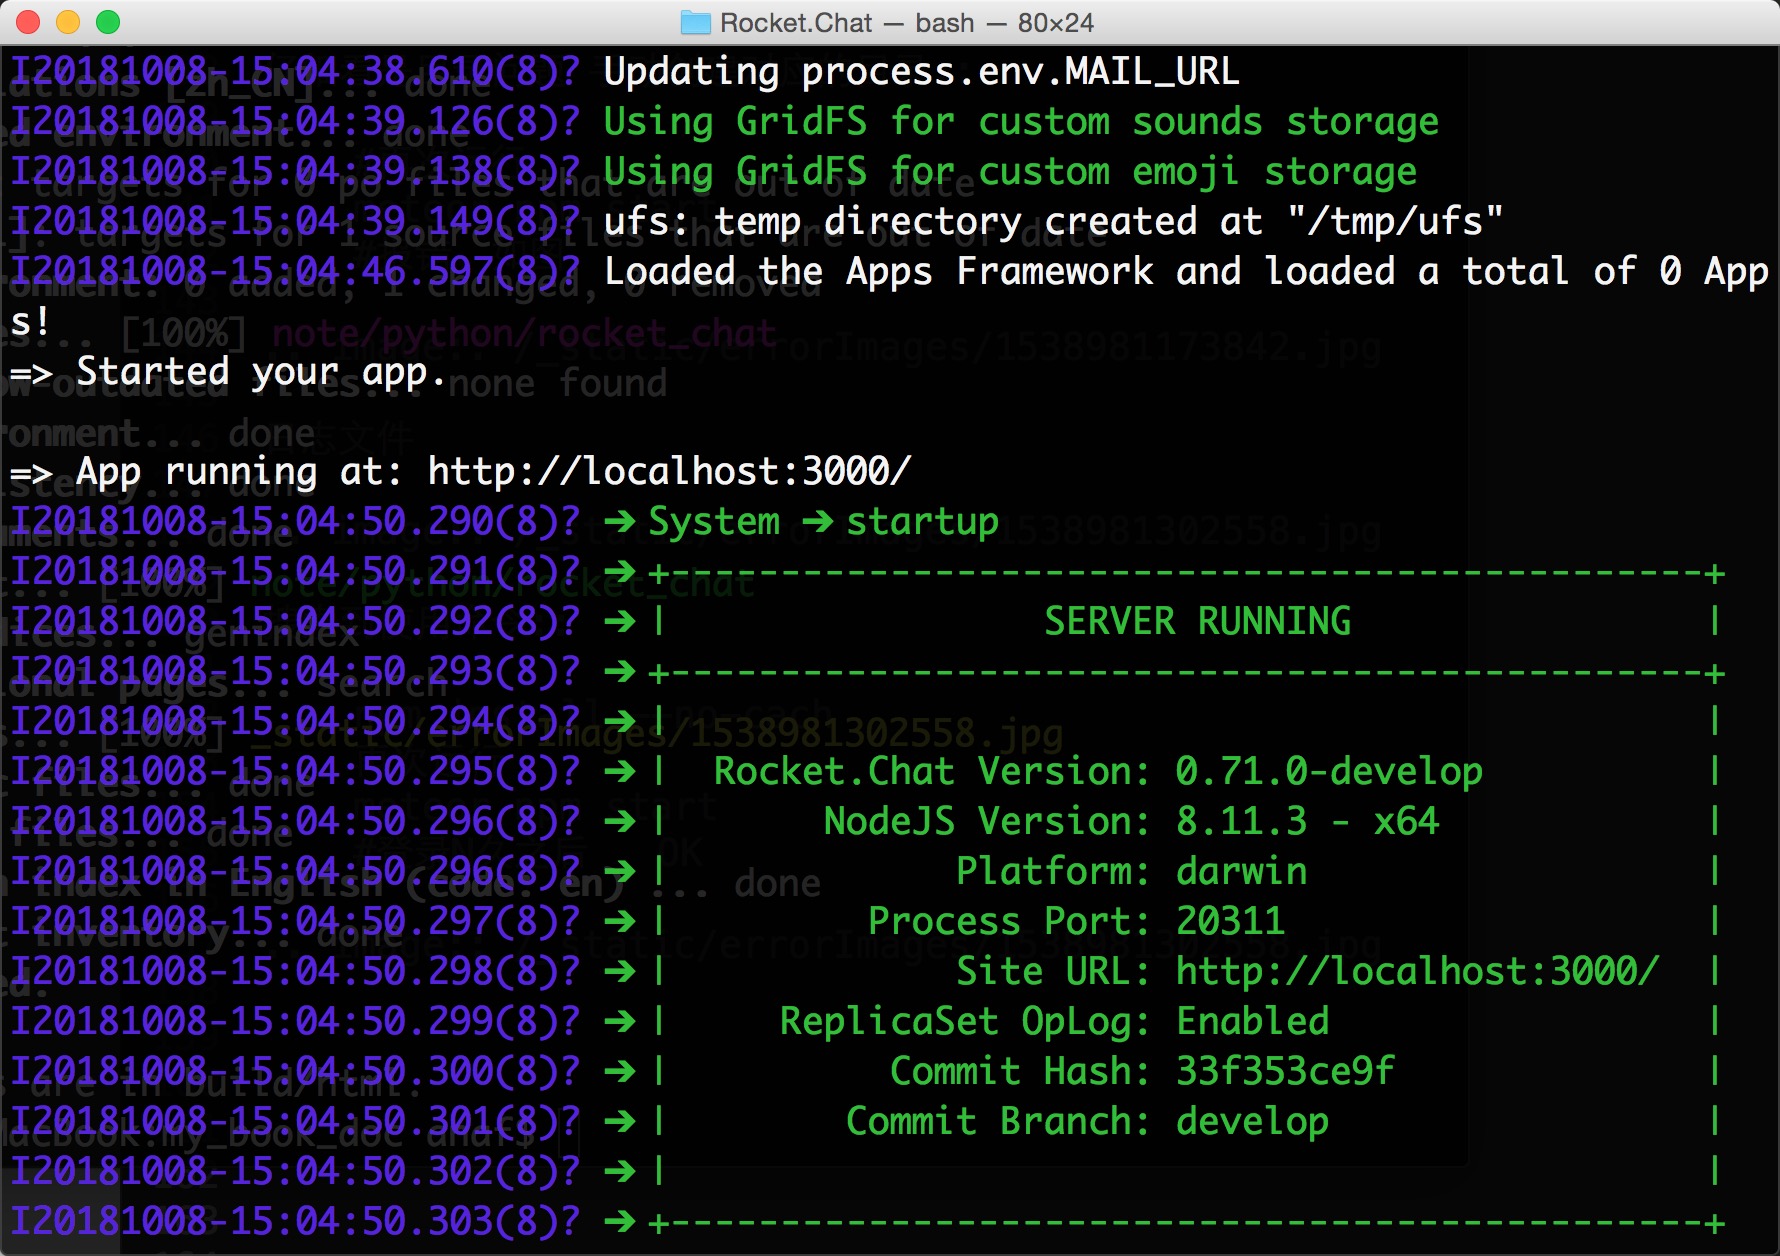 Rocket.Chat — bash — 80×24
I20181008-15:04:38.610(8)? Updating process.env.MAIL_URL
I20181008-15:04:39.126(8)? Using GridFS for custom sounds storage
I20181008-15:04:39.138(8)? Using GridFS for custom emoji storage
I20181008-15:04:39.149(8)? ufs: temp directory created at "/tmp/ufs"
I20181008-15:04:46.597(8)? Loaded the Apps Framework and loaded a total of 0 App
s!
=> Started your app.
=> App running at: http://localhost:3000/
I20181008-15:04:50.290(8)? ➔ System ➔ startup
I20181008-15:04:50.291(8)? ➔ +-----------------------------------------------+
I20181008-15:04:50.292(8)? ➔ |                 SERVER RUNNING                |
I20181008-15:04:50.293(8)? ➔ +-----------------------------------------------+
I20181008-15:04:50.294(8)? ➔ |                                               |
I20181008-15:04:50.295(8)? ➔ |  Rocket.Chat Version: 0.71.0-develop          |
I20181008-15:04:50.296(8)? ➔ |       NodeJS Version: 8.11.3 - x64            |
I20181008-15:04:50.296(8)? ➔ |             Platform: darwin                  |
I20181008-15:04:50.297(8)? ➔ |         Process Port: 20311                   |
I20181008-15:04:50.298(8)? ➔ |             Site URL: http://localhost:3000/  |
I20181008-15:04:50.299(8)? ➔ |     ReplicaSet OpLog: Enabled                 |
I20181008-15:04:50.300(8)? ➔ |          Commit Hash: 33f353ce9f              |
I20181008-15:04:50.301(8)? ➔ |        Commit Branch: develop                 |
I20181008-15:04:50.302(8)? ➔ |                                               |
I20181008-15:04:50.303(8)? ➔ +-----------------------------------------------+